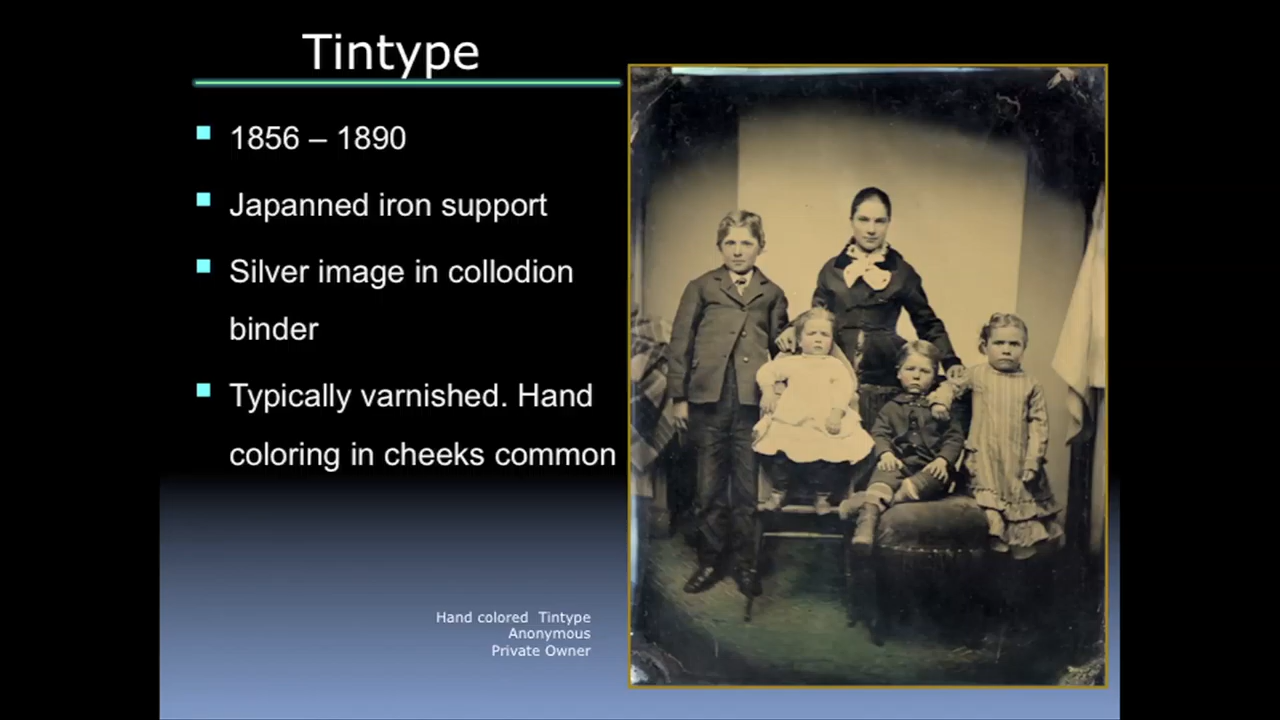 Tintype
1856 – 1890
Japanned iron support
Silver image in collodion
binder
Typically varnished. Hand
coloring in cheeks common
Hand colored Tintype
Anonymous
Private Owner